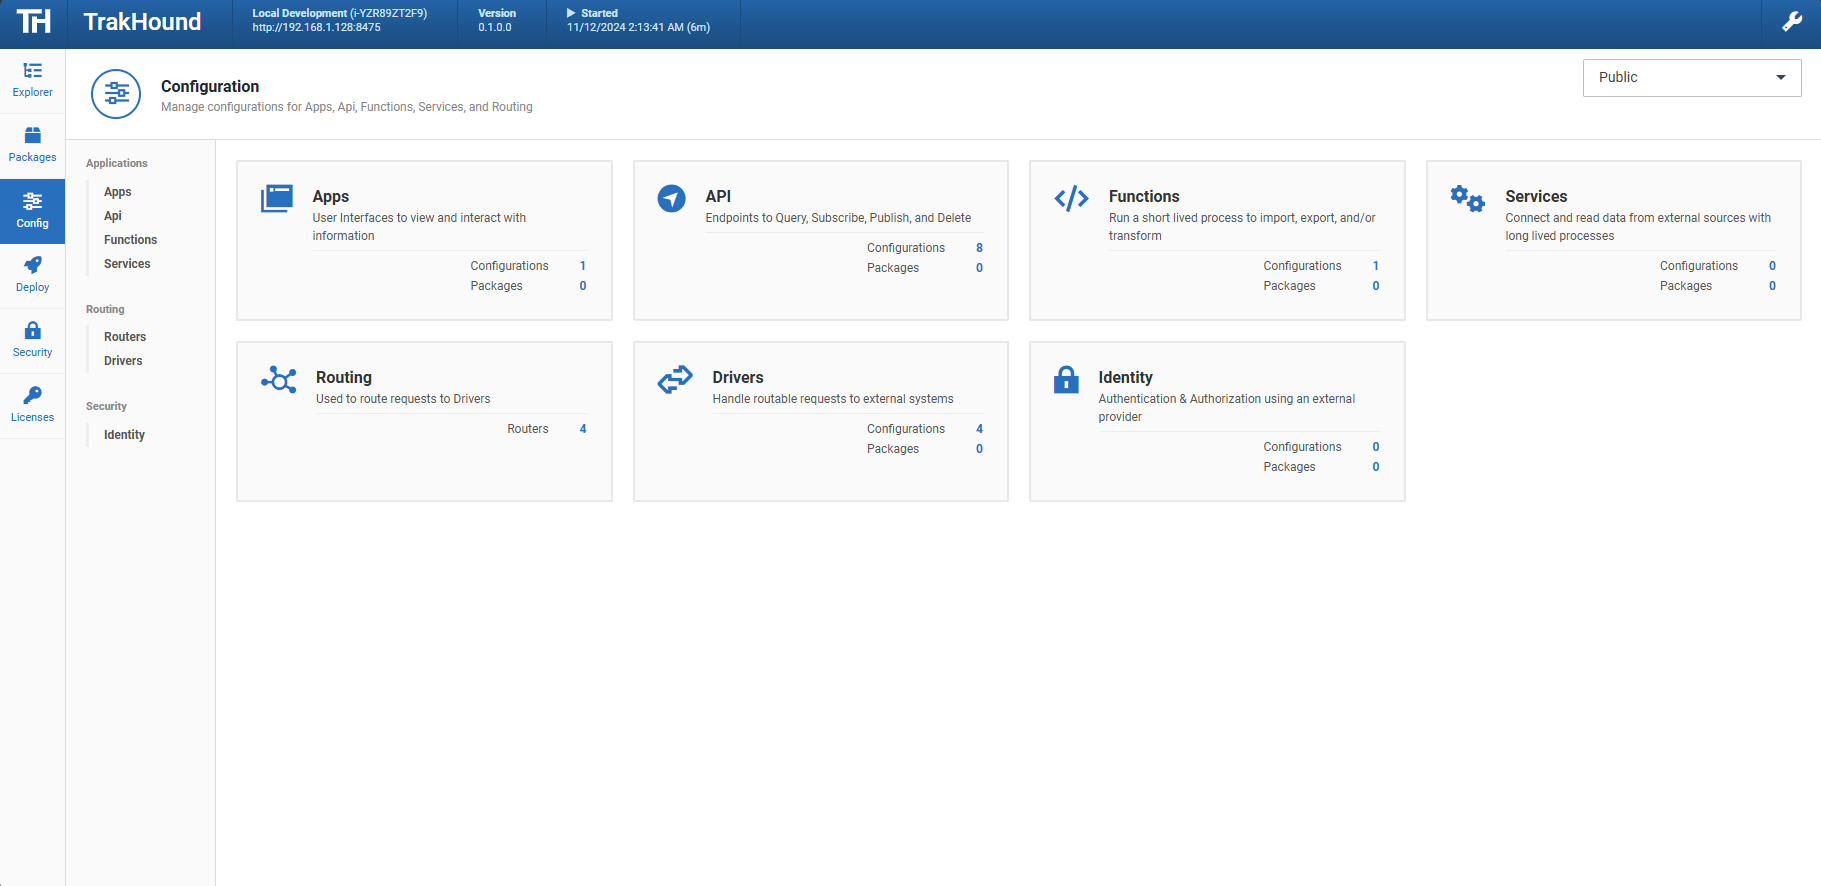 TH TrakHound
Local Development (i-YZR89ZT2F9)
http://192.168.1.128:8475
Version
0.1.0.0
Started
11/12/2024 2:13:41 AM (6m)
Explorer
Packages
Config
Deploy
Security
Licenses
Configuration
Manage configurations for Apps, Api, Functions, Services, and Routing
Public
Applications
Apps
Api
Functions
Services
Routing
Routers
Drivers
Security
Identity
Apps
User Interfaces to view and interact with
information
Configurations 1
Packages 0
API
Endpoints to Query, Subscribe, Publish, and Delete
Configurations 8
Packages 0
Functions
Run a short lived process to import, export, and/or
transform
Configurations 1
Packages 0
Services
Connect and read data from external sources with
long lived processes
Configurations 0
Packages 0
Routing
Used to route requests to Drivers
Routers 4
Drivers
Handle routable requests to external systems
Configurations 4
Packages 0
Identity
Authentication & Authorization using an external
provider
Configurations 0
Packages 0